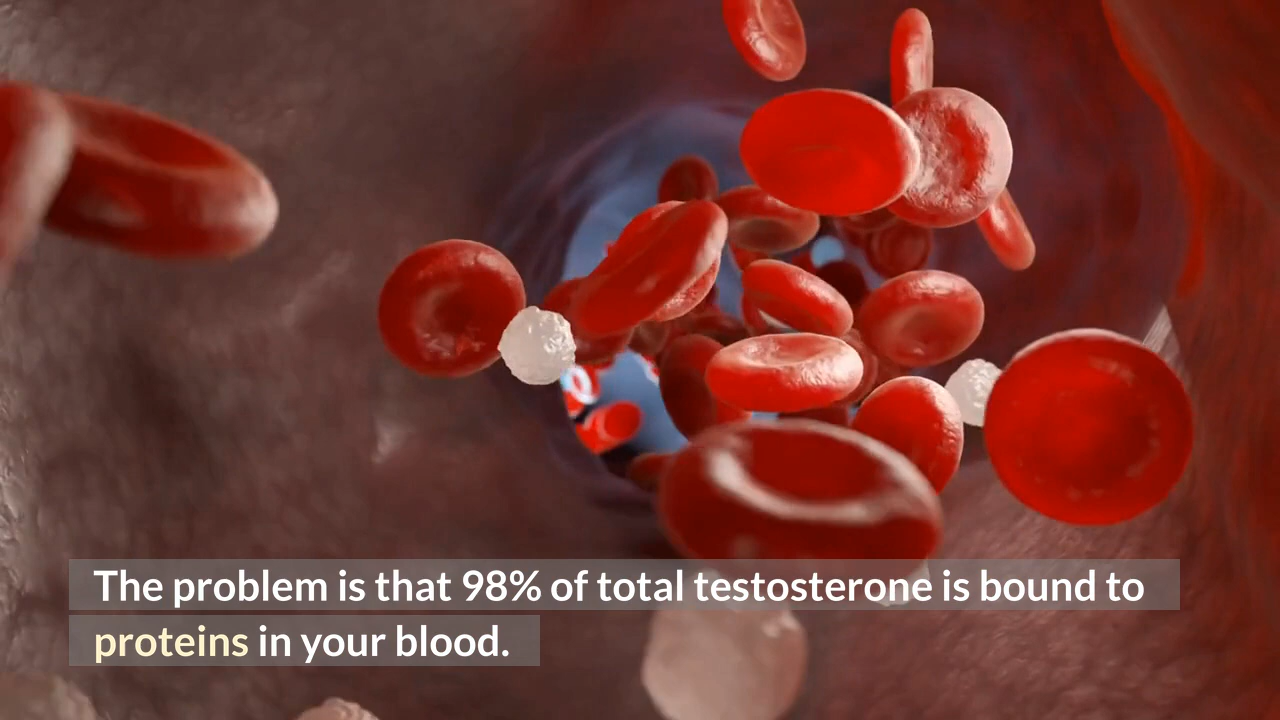 The problem is that 98% of total testosterone is bound to
proteins in your blood.